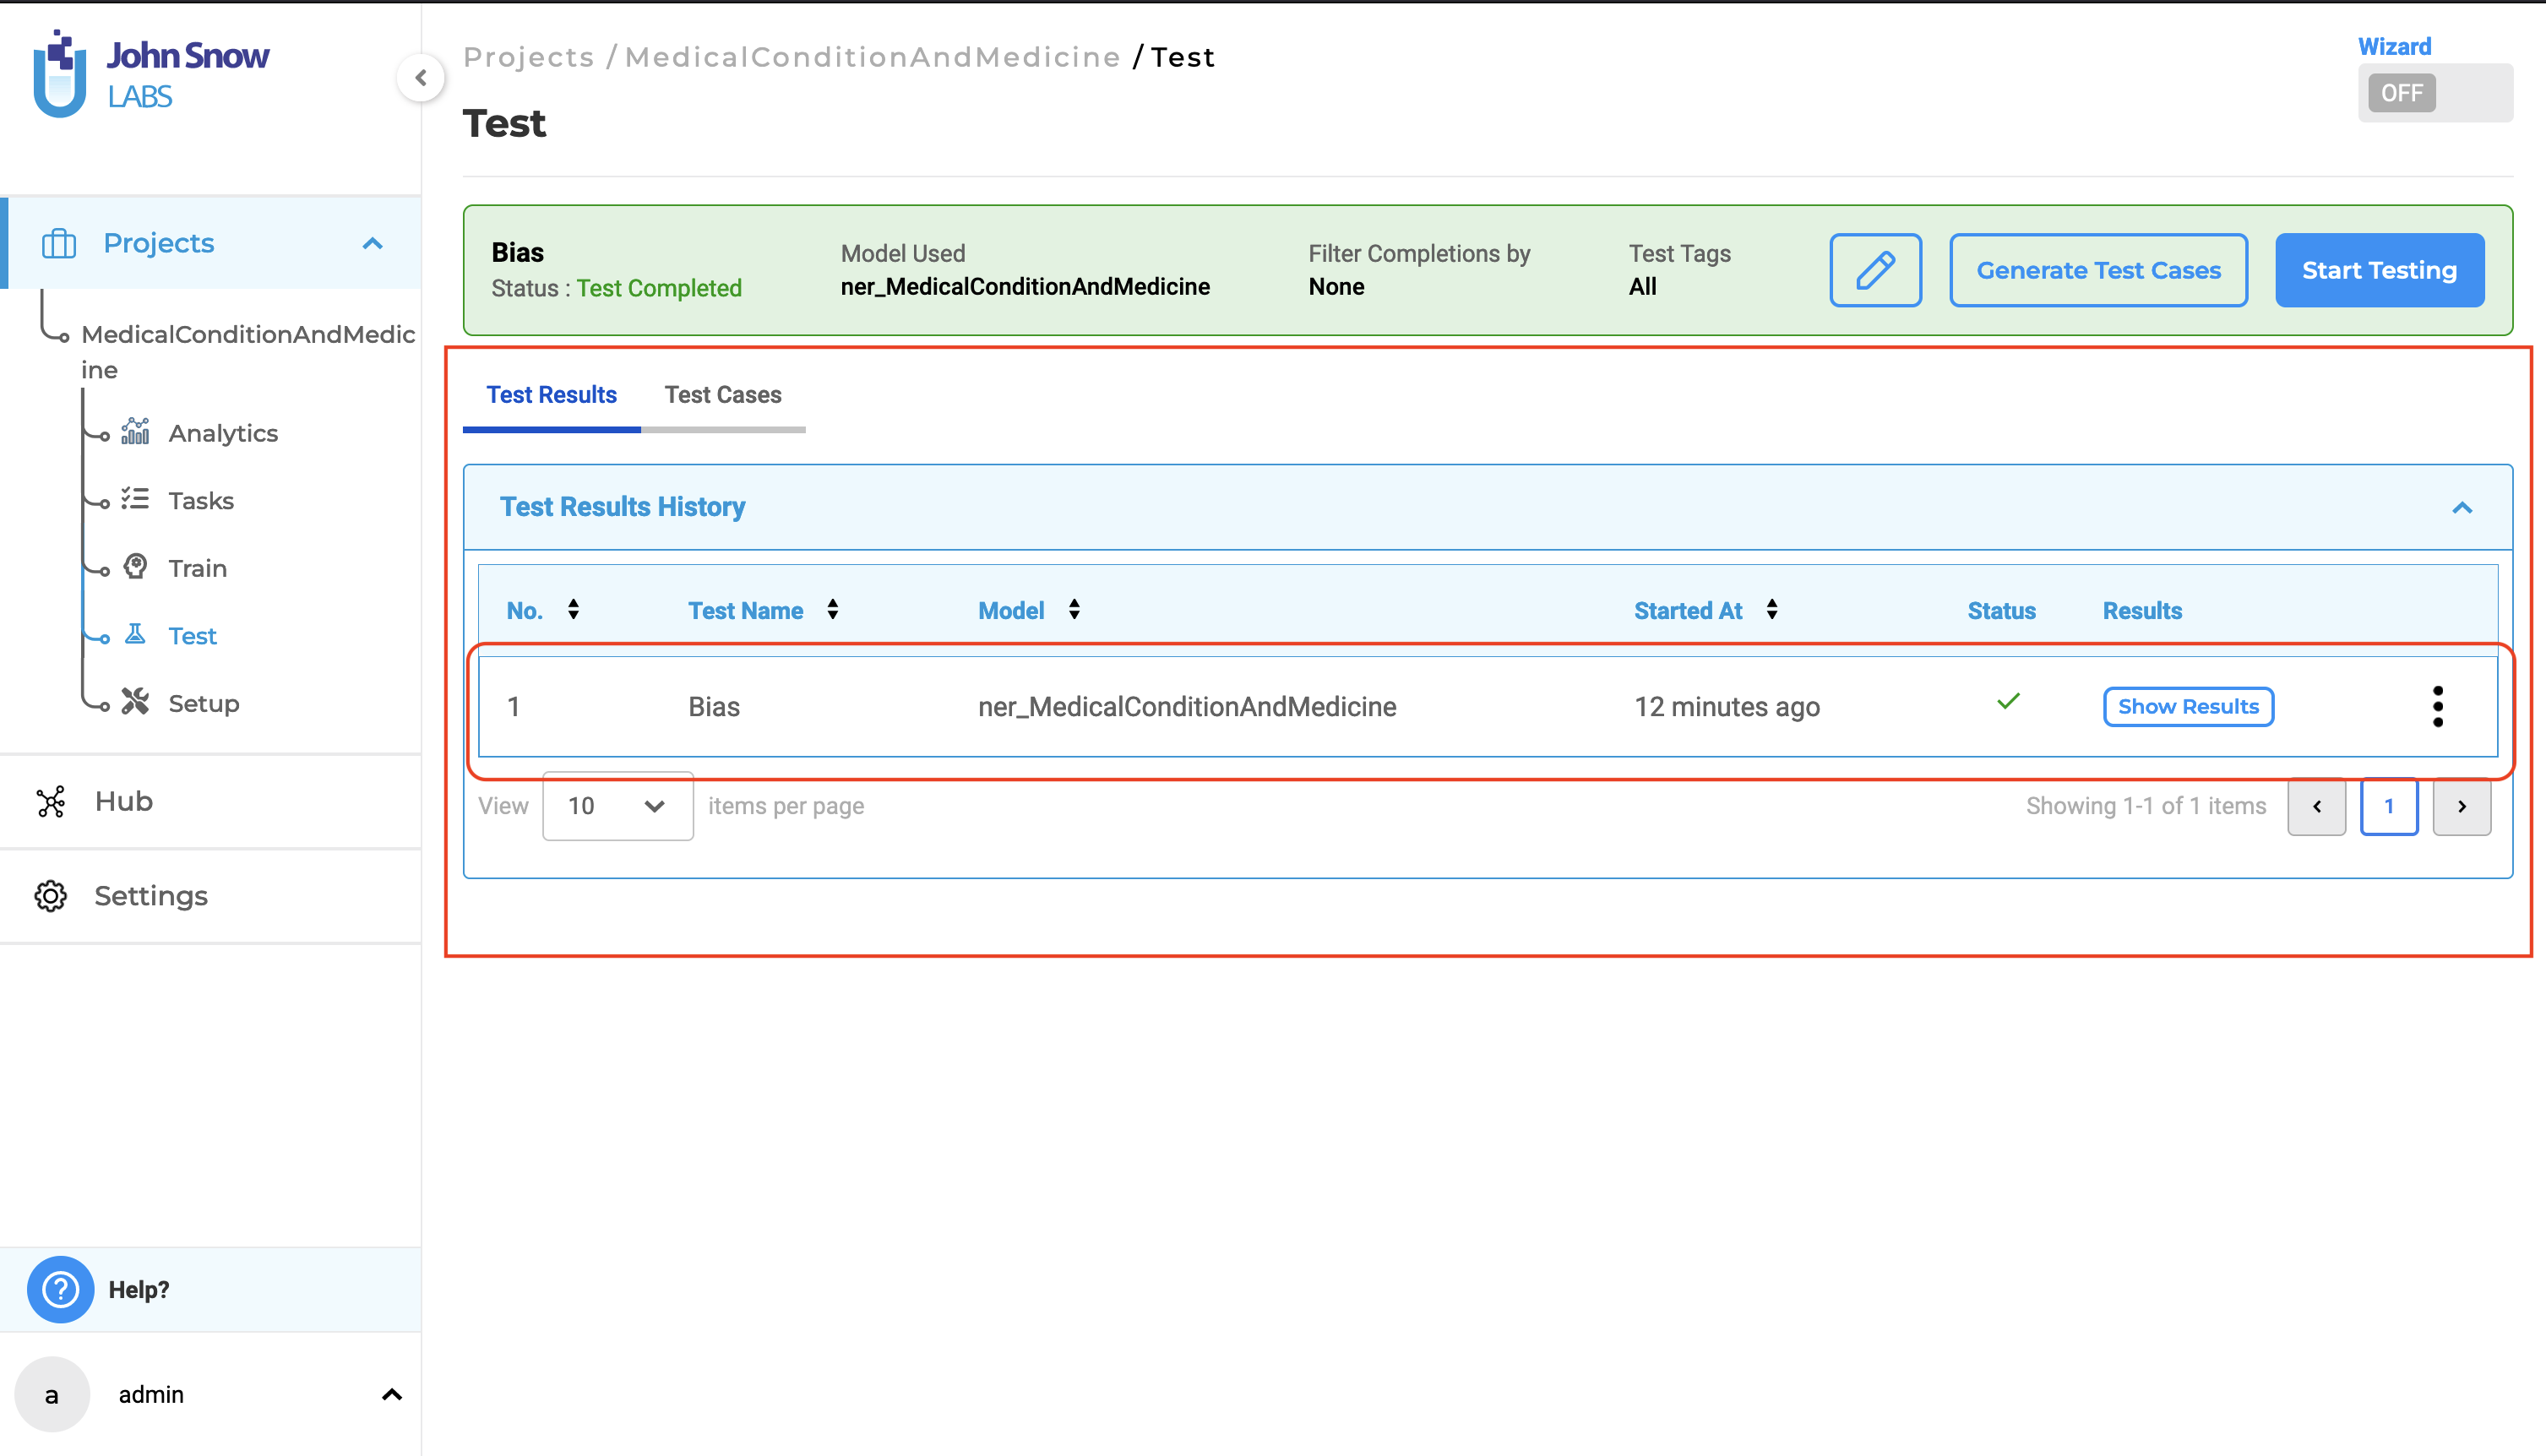 John Snow
LABS
Projects
MedicalConditionAndMedic
ine
Analytics
Tasks
Train
Test
Setup
Hub
Settings
Help?
a
admin
Projects / MedicalConditionAndMedicine / Test
Test
Wizard
OFF
Bias
Status : Test Completed
Model Used
ner_MedicalConditionAndMedicine
Filter Completions by
None
Test Tags
All
Generate Test Cases
Start Testing
Test Results
Test Cases
Test Results History
No.
Test Name
Model
Started At
Status
Results
1
Bias
ner_MedicalConditionAndMedicine
12 minutes ago
Show Results
View
10
items per page
Showing 1-1 of 1 items
1